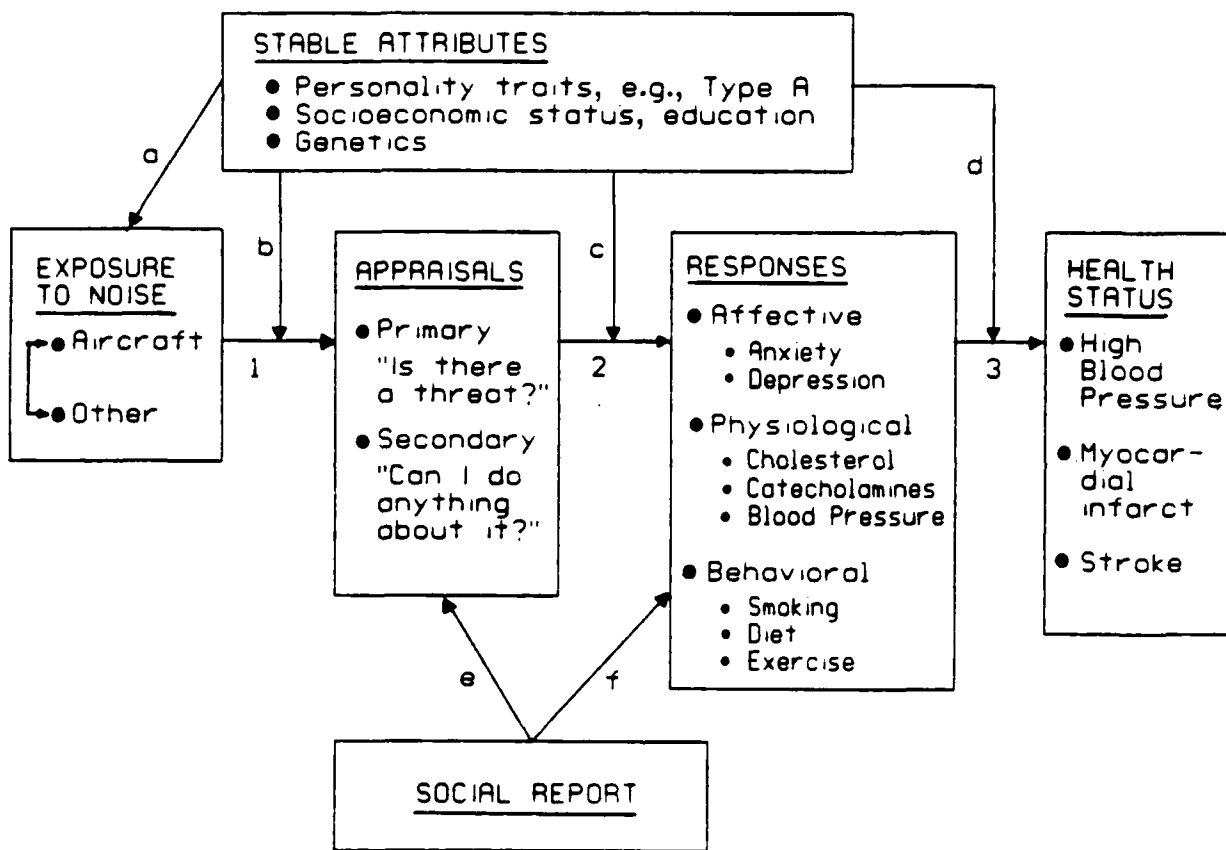 STABLE ATTRIBUTES
● Personality traits, e.g., Type A
● Socioeconomic status, education
● Genetics
a
b
c
d
EXPOSURE
TO NOISE
● Aircraft
● Other
1
APPRAISALS
● Primary
"Is there
a threat?"
● Secondary
"Can I do
anything
about it?"
2
RESPONSES
● Affective
• Anxiety
• Depression
● Physiological
• Cholesterol
• Catecholamines
• Blood Pressure
● Behavioral
• Smoking
• Diet
• Exercise
3
HEALTH
STATUS
● High
Blood
Pressure
● Myocar-
dial
infarct
● Stroke
e
f
SOCIAL REPORT